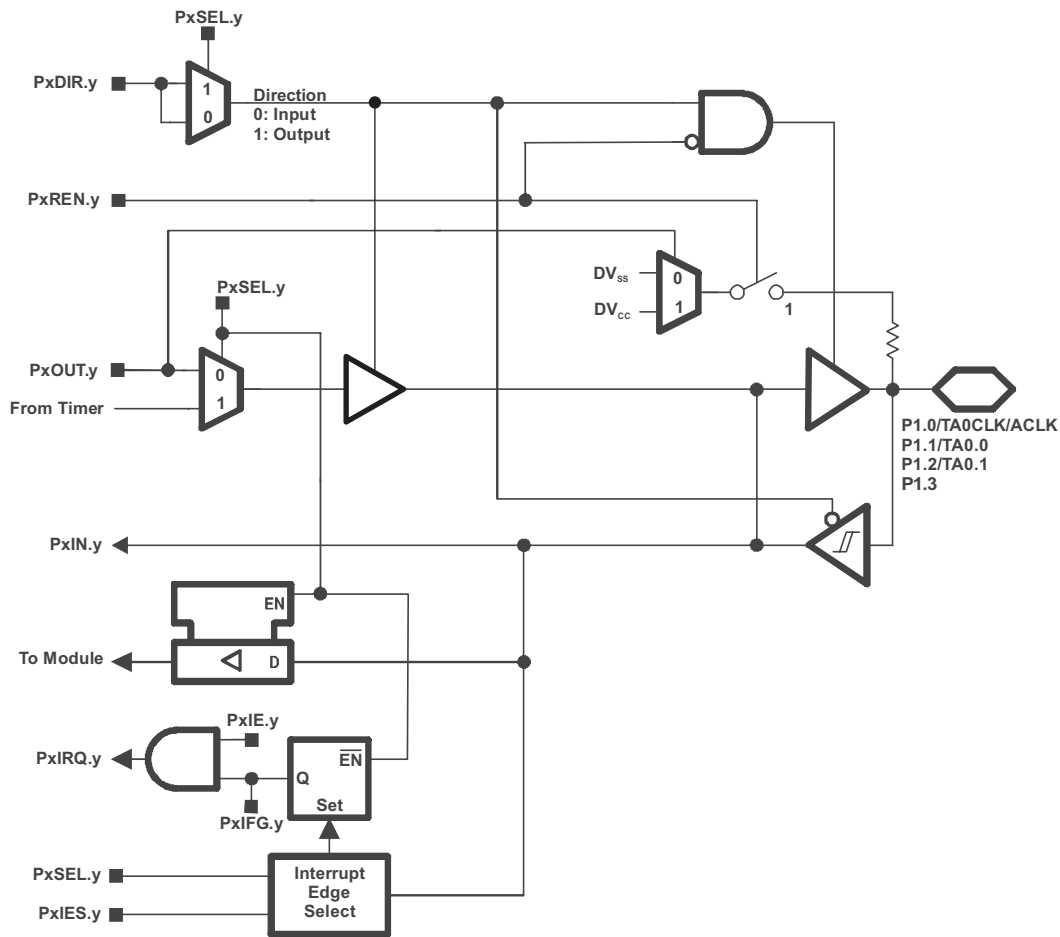 PxSEL.y
PxDIR.y
1
0
Direction
0: Input
1: Output
PxREN.y
DVSS
0
DVCC
1
1
PxSEL.y
PxOUT.y
0
From Timer
1
P1.0/TA0CLK/ACLK
P1.1/TA0.0
P1.2/TA0.1
P1.3
PxIN.y
EN
To Module
D
PxIE.y
PxIRQ.y
EN
Q
Set
PxIFG.y
PxSEL.y
PxIES.y
Interrupt
Edge
Select